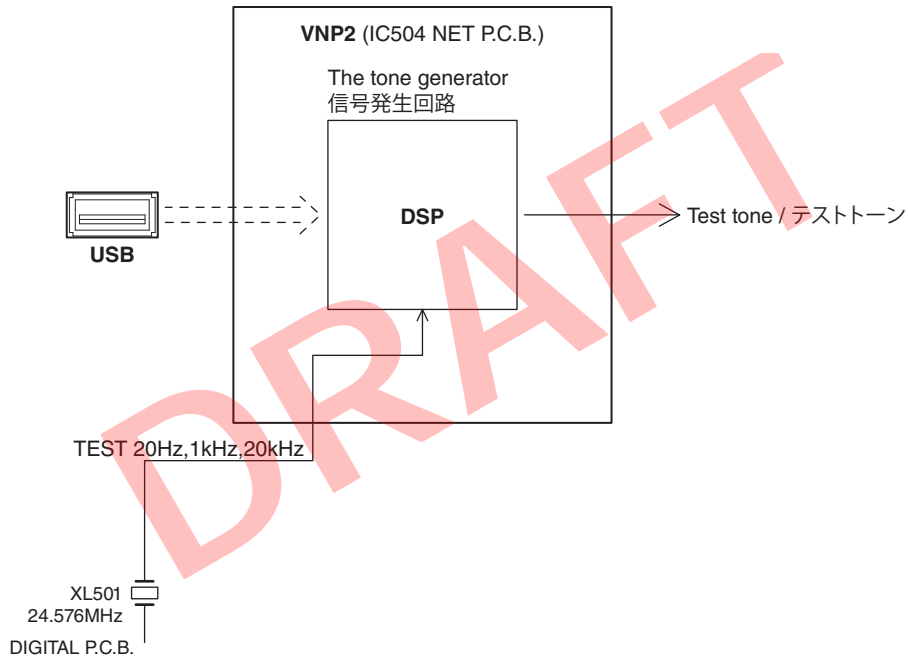 VNP2 (IC504 NET P.C.B.)
The tone generator
信号発生回路
DSP
USB
Test tone / テストトーン
TEST 20Hz,1kHz,20kHz
XL501
24.576MHz
DIGITAL P.C.B.
DRAFT